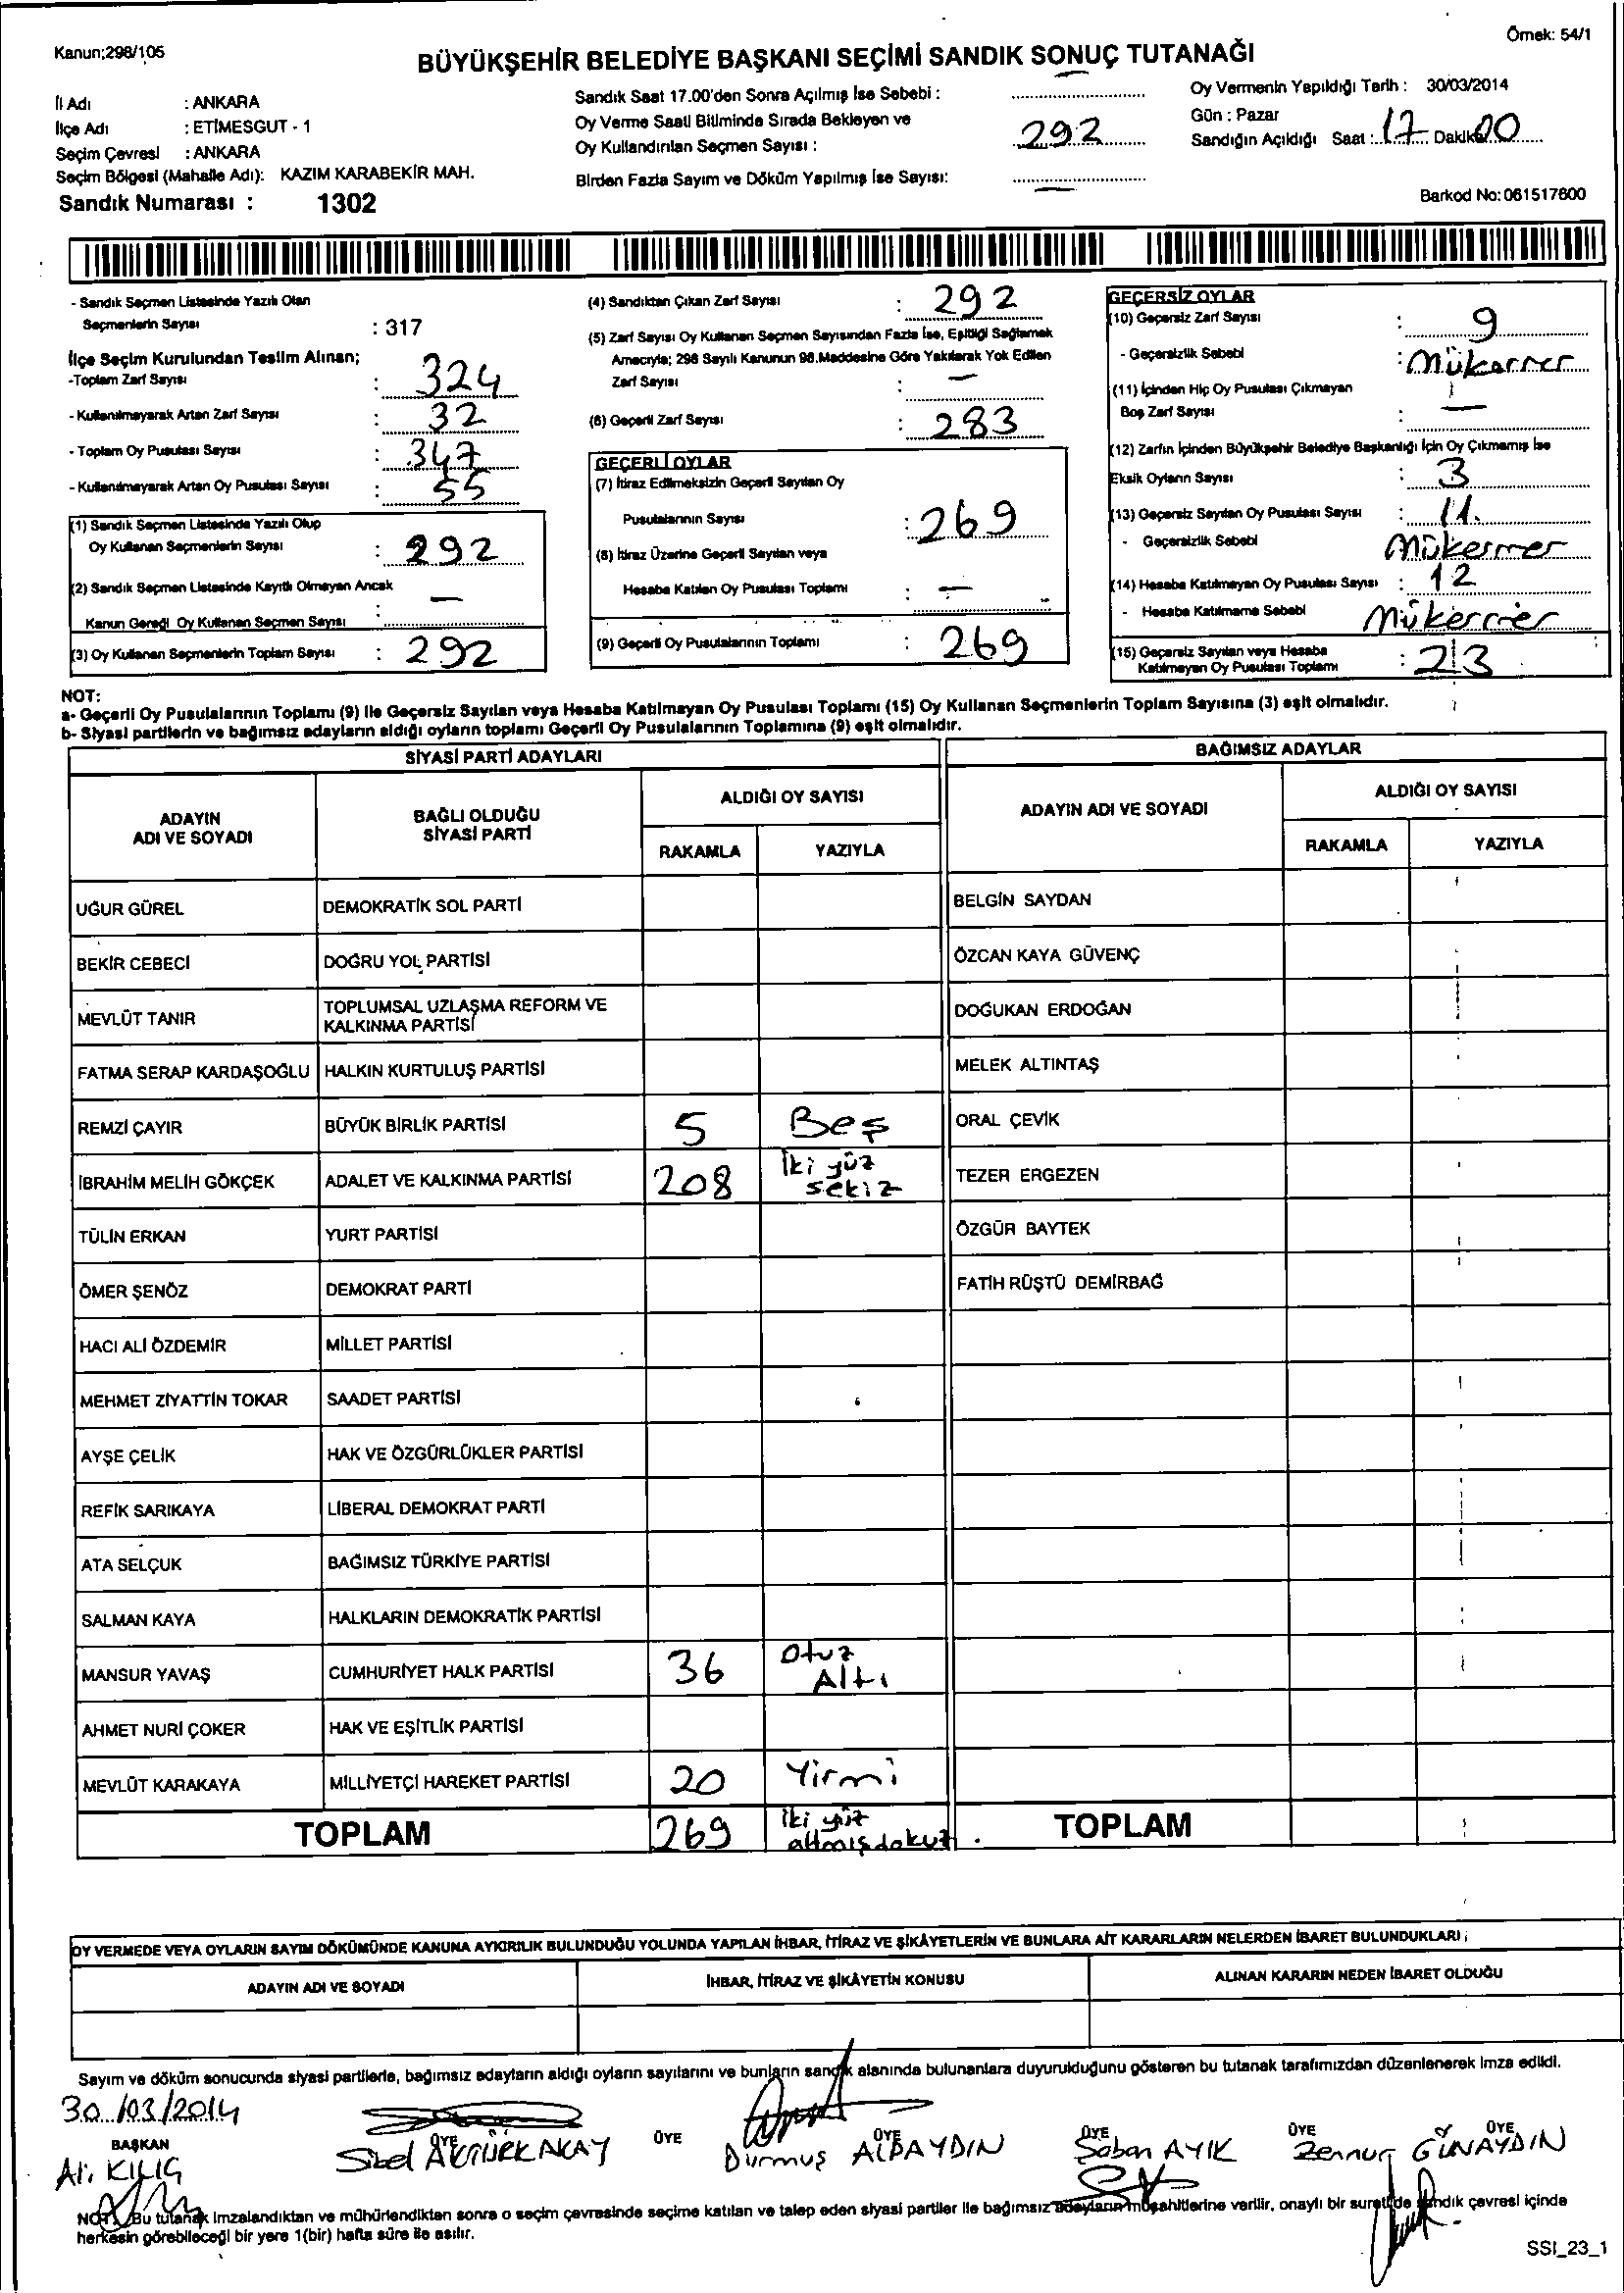 Kanun;298/105
Örnek: 54/1
BÜYÜKŞEHİR BELEDİYE BAŞKANI SEÇİMİ SANDIK SONUÇ TUTANAĞI
İl Adı : ANKARA
İlçe Adı : ETİMESGUT - 1
Seçim Çevresi : ANKARA
Seçim Bölgesi (Mahalle Adı): KAZIM KARABEKİR MAH.
Sandık Numarası : 1302
Sandık Saat 17.00'den Sonra Açılmış İse Sebebi : —
Oy Verme Saati Bitiminde Sırada Bekleyen ve
Oy Kullandırılan Seçmen Sayısı : 292
Birden Fazla Sayım ve Döküm Yapılmış İse Sayısı: —
Oy Vermenin Yapıldığı Tarih : 30/03/2014
Gün : Pazar
Sandığın Açıldığı Saat : 17 Dakika 00
Barkod No: 061517600
- Sandık Seçmen Listesinde Yazılı Olan
Seçmenlerin Sayısı : 317
İlçe Seçim Kurulundan Teslim Alınan;
-Toplam Zarf Sayısı : 324
- Kullanılmayarak Artan Zarf Sayısı : 32
- Toplam Oy Pusulası Sayısı : 347
- Kullanılmayarak Artan Oy Pusulası Sayısı : 55
(1) Sandık Seçmen Listesinde Yazılı Olup
Oy Kullanan Seçmenlerin Sayısı : 292
(2) Sandık Seçmen Listesinde Kayıtlı Olmayan Ancak
Kanun Gereği Oy Kullanan Seçmen Sayısı : —
(3) Oy Kullanan Seçmenlerin Toplam Sayısı : 292
(4) Sandıktan Çıkan Zarf Sayısı : 292
(5) Zarf Sayısı Oy Kullanan Seçmen Sayısından Fazla İse, Eşitliği Sağlamak
Amacıyla; 298 Sayılı Kanunun 98.Maddesine Göre Yakılarak Yok Edilen
Zarf Sayısı : —
(6) Geçerli Zarf Sayısı : 283
GEÇERLİ OYLAR
(7) İtiraz Edilmeksizin Geçerli Sayılan Oy
Pusulalarının Sayısı : 269
(8) İtiraz Üzerine Geçerli Sayılan veya
Hesaba Katılan Oy Pusulası Toplamı : —
(9) Geçerli Oy Pusulalarının Toplamı : 269
GEÇERSİZ OYLAR
(10) Geçersiz Zarf Sayısı : 9
- Geçersizlik Sebebi : Mükerrer
(11) İçinden Hiç Oy Pusulası Çıkmayan
Boş Zarf Sayısı : —
(12) Zarfın İçinden Büyükşehir Belediye Başkanlığı İçin Oy Çıkmamış İse
Eksik Oyların Sayısı : 3
(13) Geçersiz Sayılan Oy Pusulası Sayısı : 11.
- Geçersizlik Sebebi Mükerrer
(14) Hesaba Katılmayan Oy Pusulası Sayısı : 12
- Hesaba Katılmama Sebebi Mükerrer
(15) Geçersiz Sayılan veya Hesaba
Katılmayan Oy Pusulası Toplamı : 23
NOT:
a- Geçerli Oy Pusulalarının Toplamı (9) ile Geçersiz Sayılan veya Hesaba Katılmayan Oy Pusulası Toplamı (15) Oy Kullanan Seçmenlerin Toplam Sayısına (3) eşit olmalıdır.
b- Siyasi partilerin ve bağımsız adayların aldığı oyların toplamı Geçerli Oy Pusulalarının Toplamına (9) eşit olmalıdır.
SİYASİ PARTİ ADAYLARI
BAĞIMSIZ ADAYLAR
ADAYIN ADI VE SOYADI
BAĞLI OLDUĞU SİYASİ PARTİ
ALDIĞI OY SAYISI
RAKAMLA YAZIYLA
ADAYIN ADI VE SOYADI
ALDIĞI OY SAYISI
RAKAMLA YAZIYLA
UĞUR GÜREL DEMOKRATİK SOL PARTİ BELGİN SAYDAN
BEKİR CEBECİ DOĞRU YOL PARTİSİ ÖZCAN KAYA GÜVENÇ
MEVLÜT TANIR TOPLUMSAL UZLAŞMA REFORM VE KALKINMA PARTİSİ DOĞUKAN ERDOĞAN
FATMA SERAP KARDAŞOĞLU HALKIN KURTULUŞ PARTİSİ MELEK ALTINTAŞ
REMZİ ÇAYIR BÜYÜK BİRLİK PARTİSİ 5 Beş ORAL ÇEVİK
İBRAHİM MELİH GÖKÇEK ADALET VE KALKINMA PARTİSİ 208 İki yüz sekiz TEZER ERGEZEN
TÜLİN ERKAN YURT PARTİSİ ÖZGÜR BAYTEK
ÖMER ŞENÖZ DEMOKRAT PARTİ FATİH RÜŞTÜ DEMİRBAĞ
HACI ALİ ÖZDEMİR MİLLET PARTİSİ
MEHMET ZİYATTİN TOKAR SAADET PARTİSİ
AYŞE ÇELİK HAK VE ÖZGÜRLÜKLER PARTİSİ
REFİK SARIKAYA LİBERAL DEMOKRAT PARTİ
ATA SELÇUK BAĞIMSIZ TÜRKİYE PARTİSİ
SALMAN KAYA HALKLARIN DEMOKRATİK PARTİSİ
MANSUR YAVAŞ CUMHURİYET HALK PARTİSİ 36 Otuz Altı
AHMET NURİ ÇOKER HAK VE EŞİTLİK PARTİSİ
MEVLÜT KARAKAYA MİLLİYETÇİ HAREKET PARTİSİ 20 Yirmi
TOPLAM 269 İki yüz altmış dokuz . TOPLAM
OY VERMEDE VEYA OYLARIN SAYIM DÖKÜMÜNDE KANUNA AYKIRILIK BULUNDUĞU YOLUNDA YAPILAN İHBAR, İTİRAZ VE ŞİKÂYETLERİN VE BUNLARA AİT KARARLARIN NELERDEN İBARET BULUNDUKLARI ;
ADAYIN ADI VE SOYADI İHBAR, İTİRAZ VE ŞİKÂYETİN KONUSU ALINAN KARARIN NEDEN İBARET OLDUĞU
Sayım ve döküm sonucunda siyasi partilerle, bağımsız adayların aldığı oyların sayılarını ve bunların sandık alanında bulunanlara duyurulduğunu gösteren bu tutanak tarafımızdan düzenlenerek imza edildi.
30/03/2014
BAŞKAN ÜYE ÜYE ÜYE ÜYE ÜYE ÜYE
Ali KILIÇ Sibel AKTÜRK AKAY Durmuş ALPAYDIN Şaban AYIK Zennur GÜNAYDIN
NOT: Bu tutanak imzalandıktan ve mühürlendikten sonra o seçim çevresinde seçime katılan ve talep eden siyasi partiler ile bağımsız adayların müşahitlerine verilir, onaylı bir sureti de sandık çevresi içinde
herkesin görebileceği bir yere 1(bir) hafta süre ile asılır.
SSI_23_1